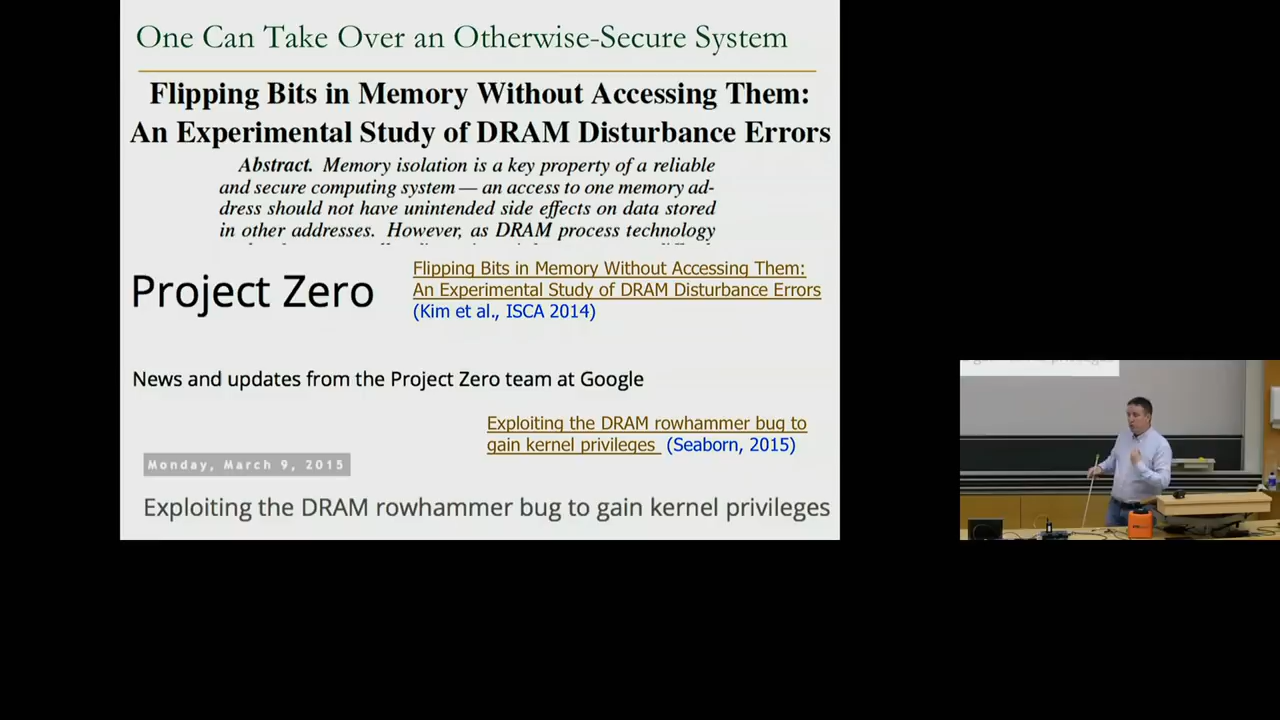 One Can Take Over an Otherwise-Secure System
Flipping Bits in Memory Without Accessing Them:
An Experimental Study of DRAM Disturbance Errors
Abstract. Memory isolation is a key property of a reliable
and secure computing system — an access to one memory ad-
dress should not have unintended side effects on data stored
in other addresses. However, as DRAM process technology
Project Zero
Flipping Bits in Memory Without Accessing Them:
An Experimental Study of DRAM Disturbance Errors
(Kim et al., ISCA 2014)
News and updates from the Project Zero team at Google
Exploiting the DRAM rowhammer bug to
gain kernel privileges (Seaborn, 2015)
Monday, March 9, 2015
Exploiting the DRAM rowhammer bug to gain kernel privileges